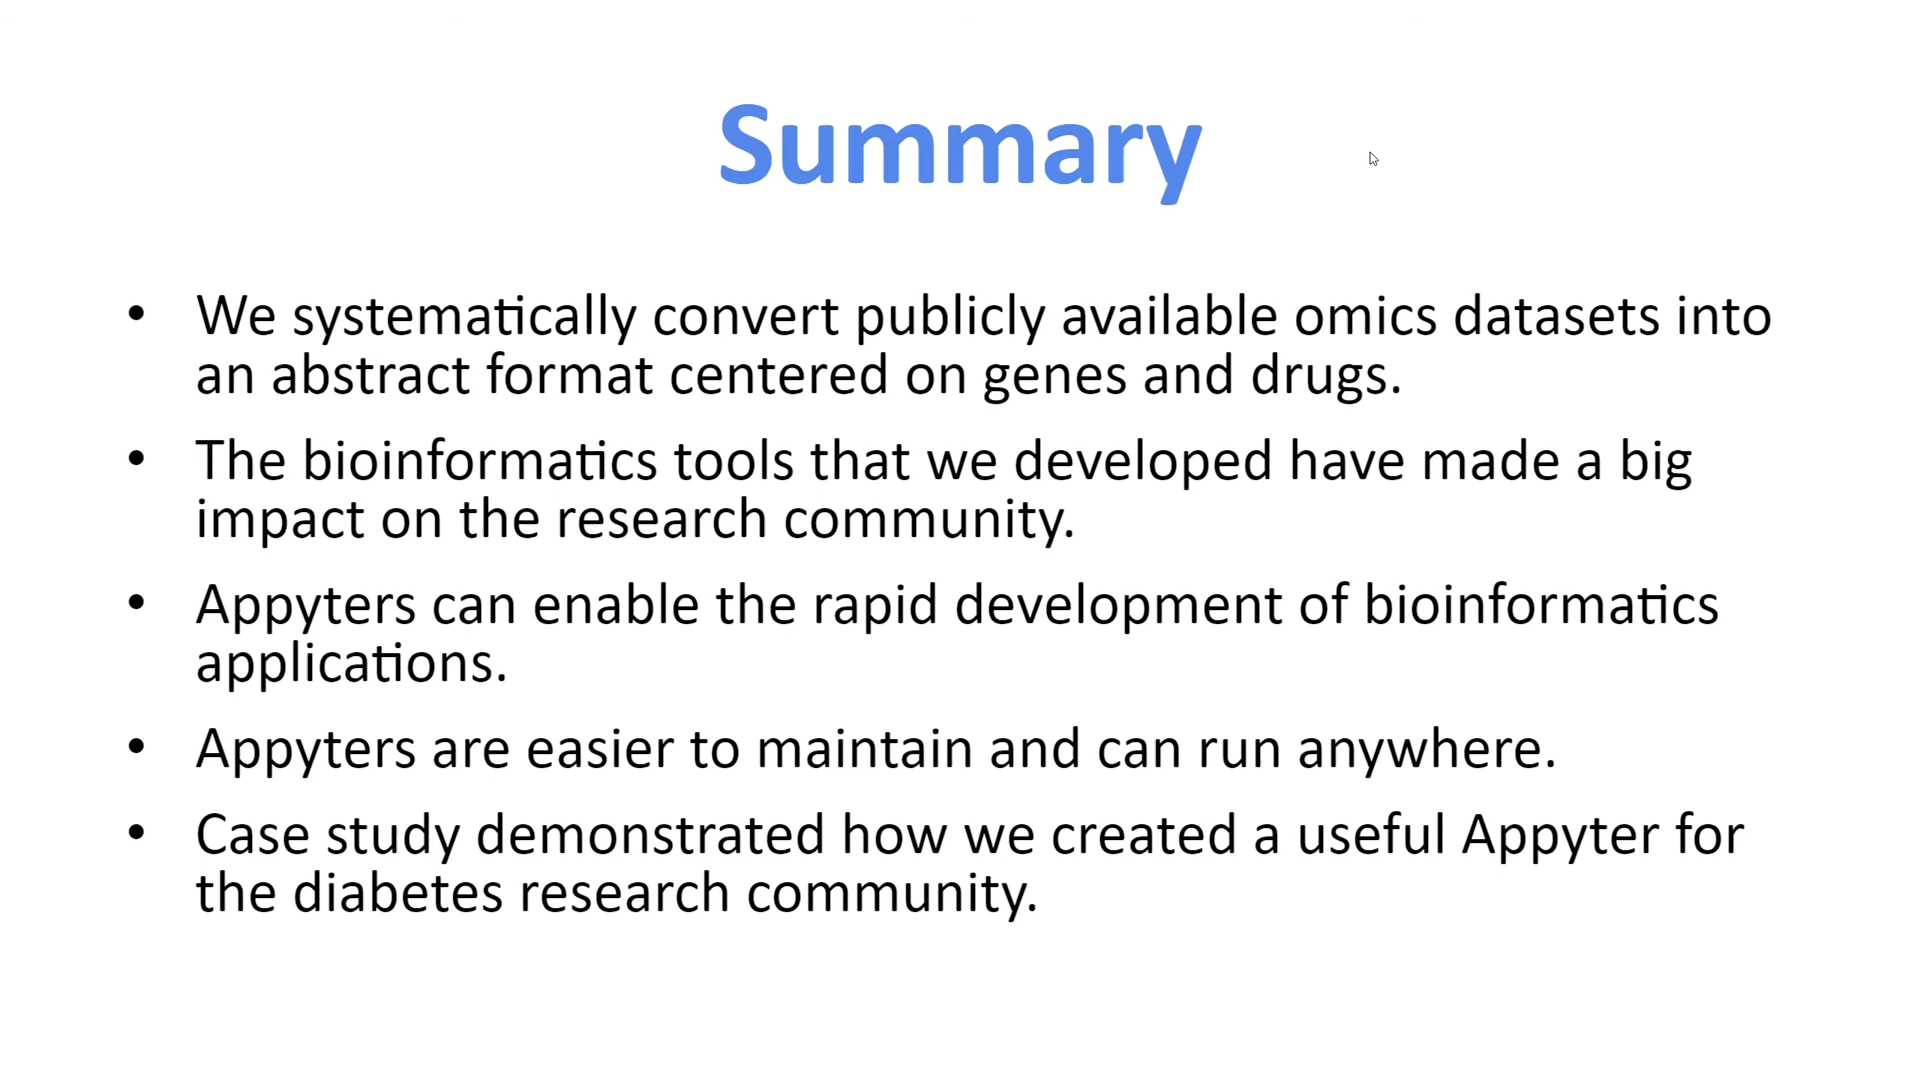 Summary
• We systematically convert publicly available omics datasets into
an abstract format centered on genes and drugs.
• The bioinformatics tools that we developed have made a big
impact on the research community.
• Appyters can enable the rapid development of bioinformatics
applications.
• Appyters are easier to maintain and can run anywhere.
• Case study demonstrated how we created a useful Appyter for
the diabetes research community.